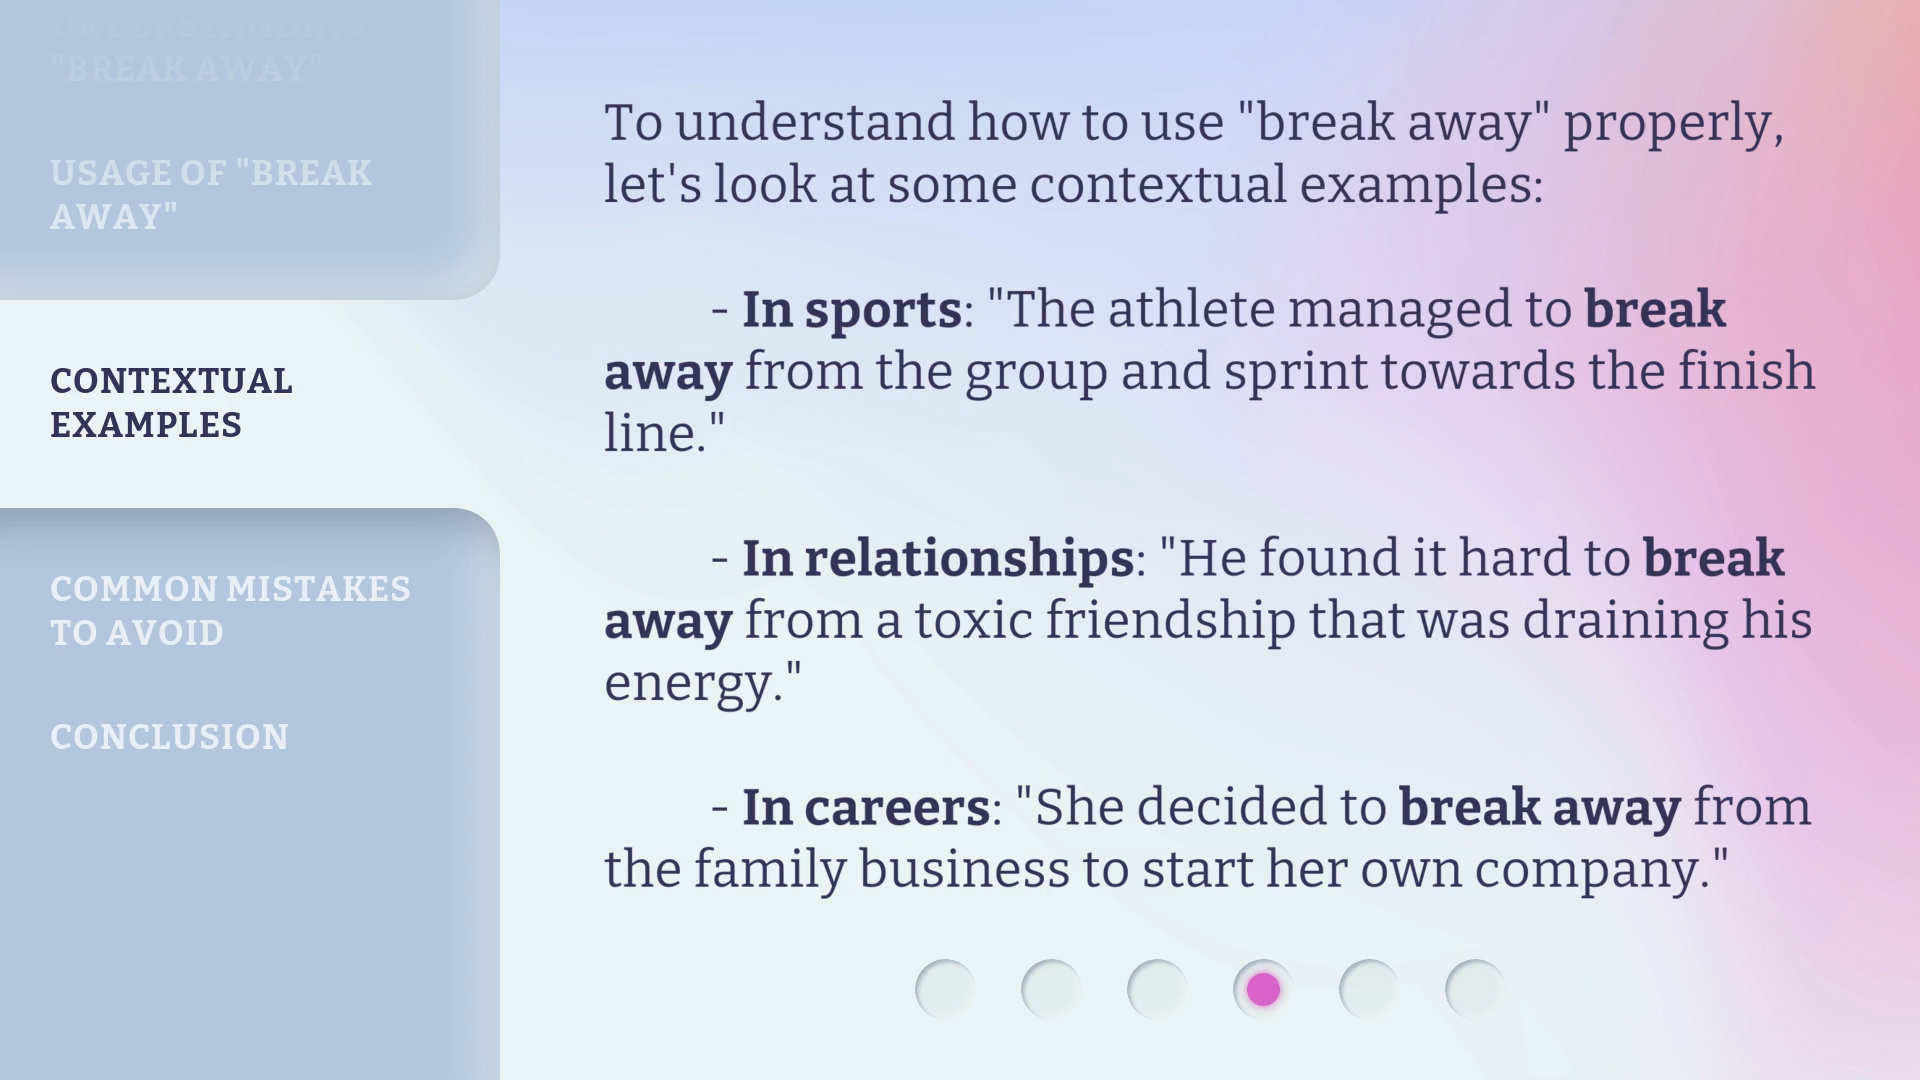 UNDERSTANDING
"BREAK AWAY"
USAGE OF "BREAK
AWAY"
CONTEXTUAL
EXAMPLES
COMMON MISTAKES
TO AVOID
CONCLUSION
To understand how to use "break away" properly,
let's look at some contextual examples:
- In sports: "The athlete managed to break
away from the group and sprint towards the finish
line."
- In relationships: "He found it hard to break
away from a toxic friendship that was draining his
energy."
- In careers: "She decided to break away from
the family business to start her own company."